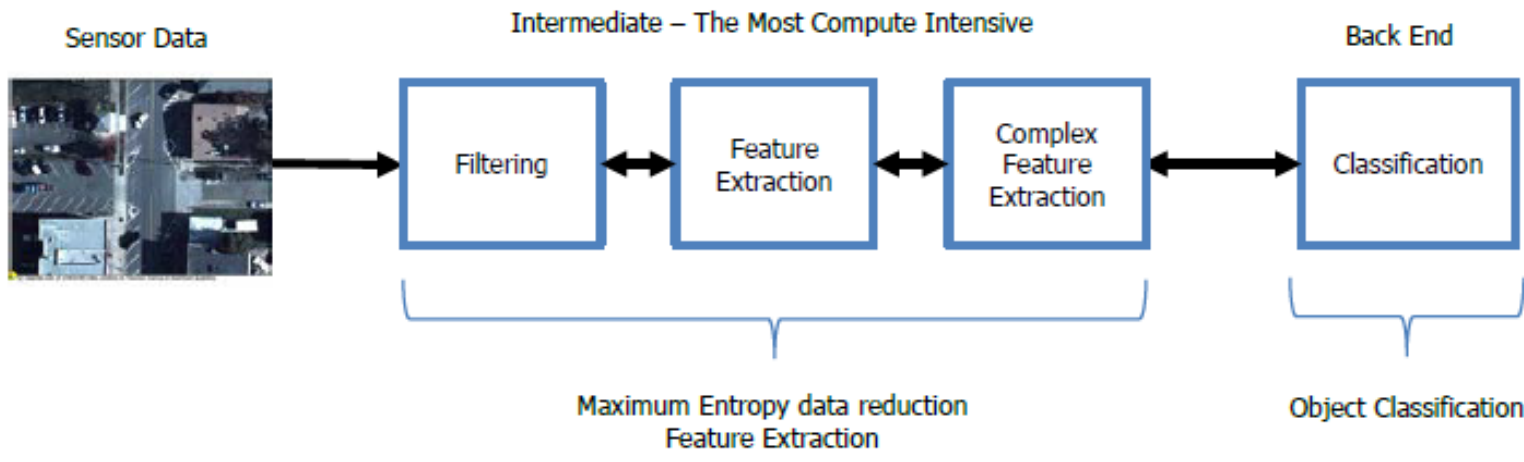 Sensor Data
Intermediate – The Most Compute Intensive
Back End
Filtering
Feature
Extraction
Complex
Feature
Extraction
Classification
Maximum Entropy data reduction
Feature Extraction
Object Classification